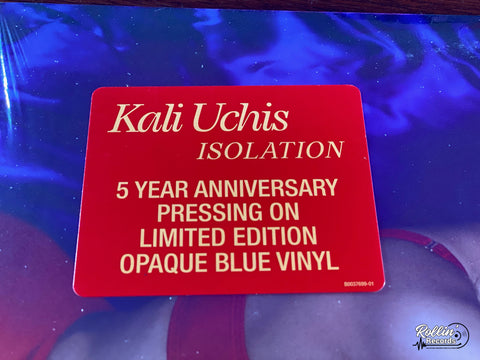 Kali Uchis
ISOLATION
5 YEAR ANNIVERSARY
PRESSING ON
LIMITED EDITION
OPAQUE BLUE VINYL
B0037699-01
Rollin'
Records